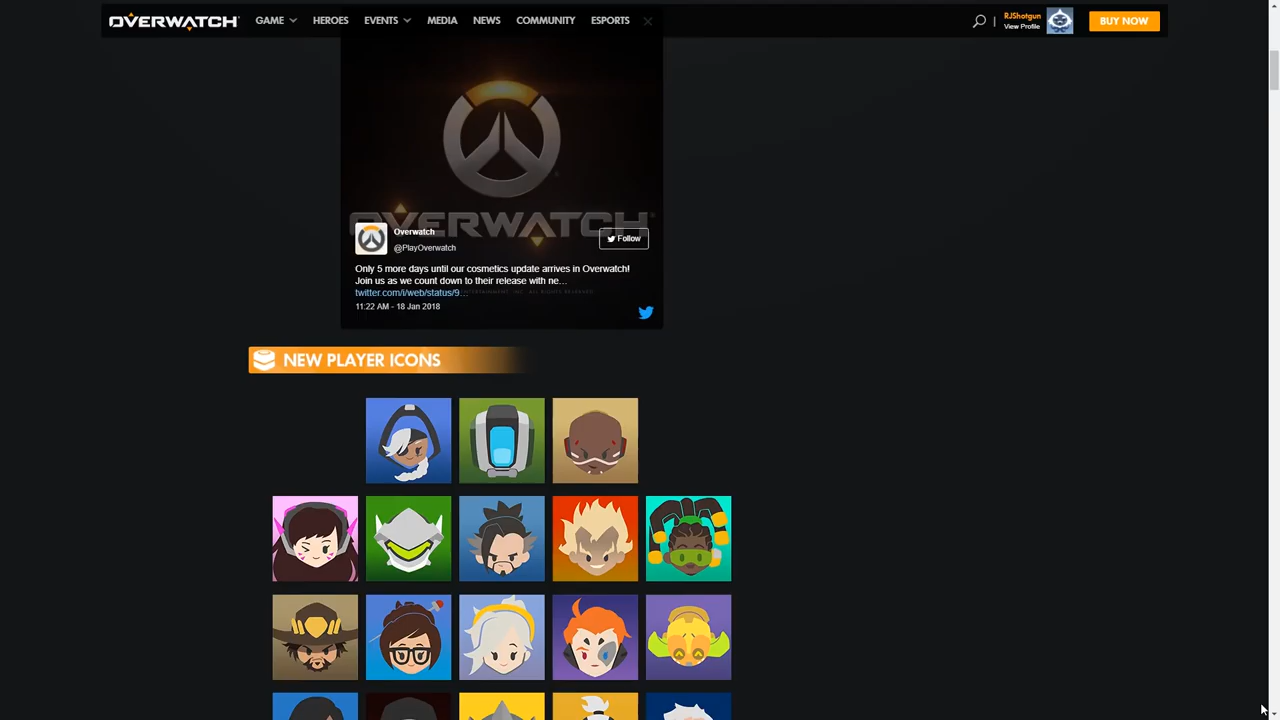 OVERWATCH GAME HEROES EVENTS MEDIA NEWS COMMUNITY ESPORTS RJShotgun BUY NOW
View Profile
OVERWATCH
Overwatch
@PlayOverwatch
Follow
Only 5 more days until our cosmetics update arrives in Overwatch!
Join us as we count down to their release with ne…
twitter.com/i/web/status/9…
11:22 AM - 18 Jan 2018
NEW PLAYER ICONS